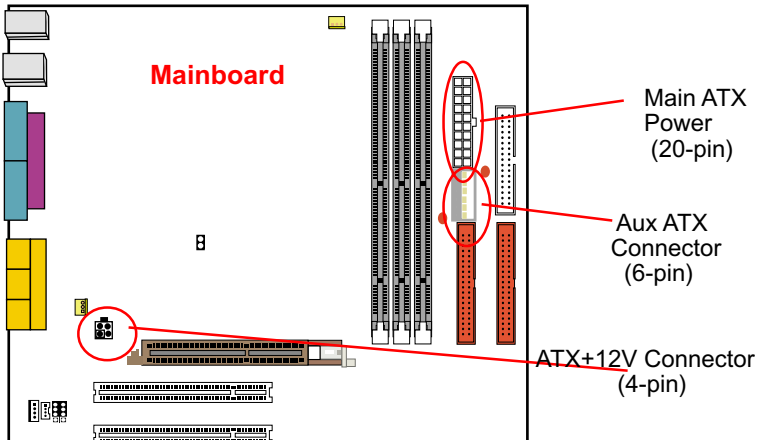 Mainboard
Main ATX
Power
(20-pin)
Aux ATX
Connector
(6-pin)
ATX+12V Connector
(4-pin)